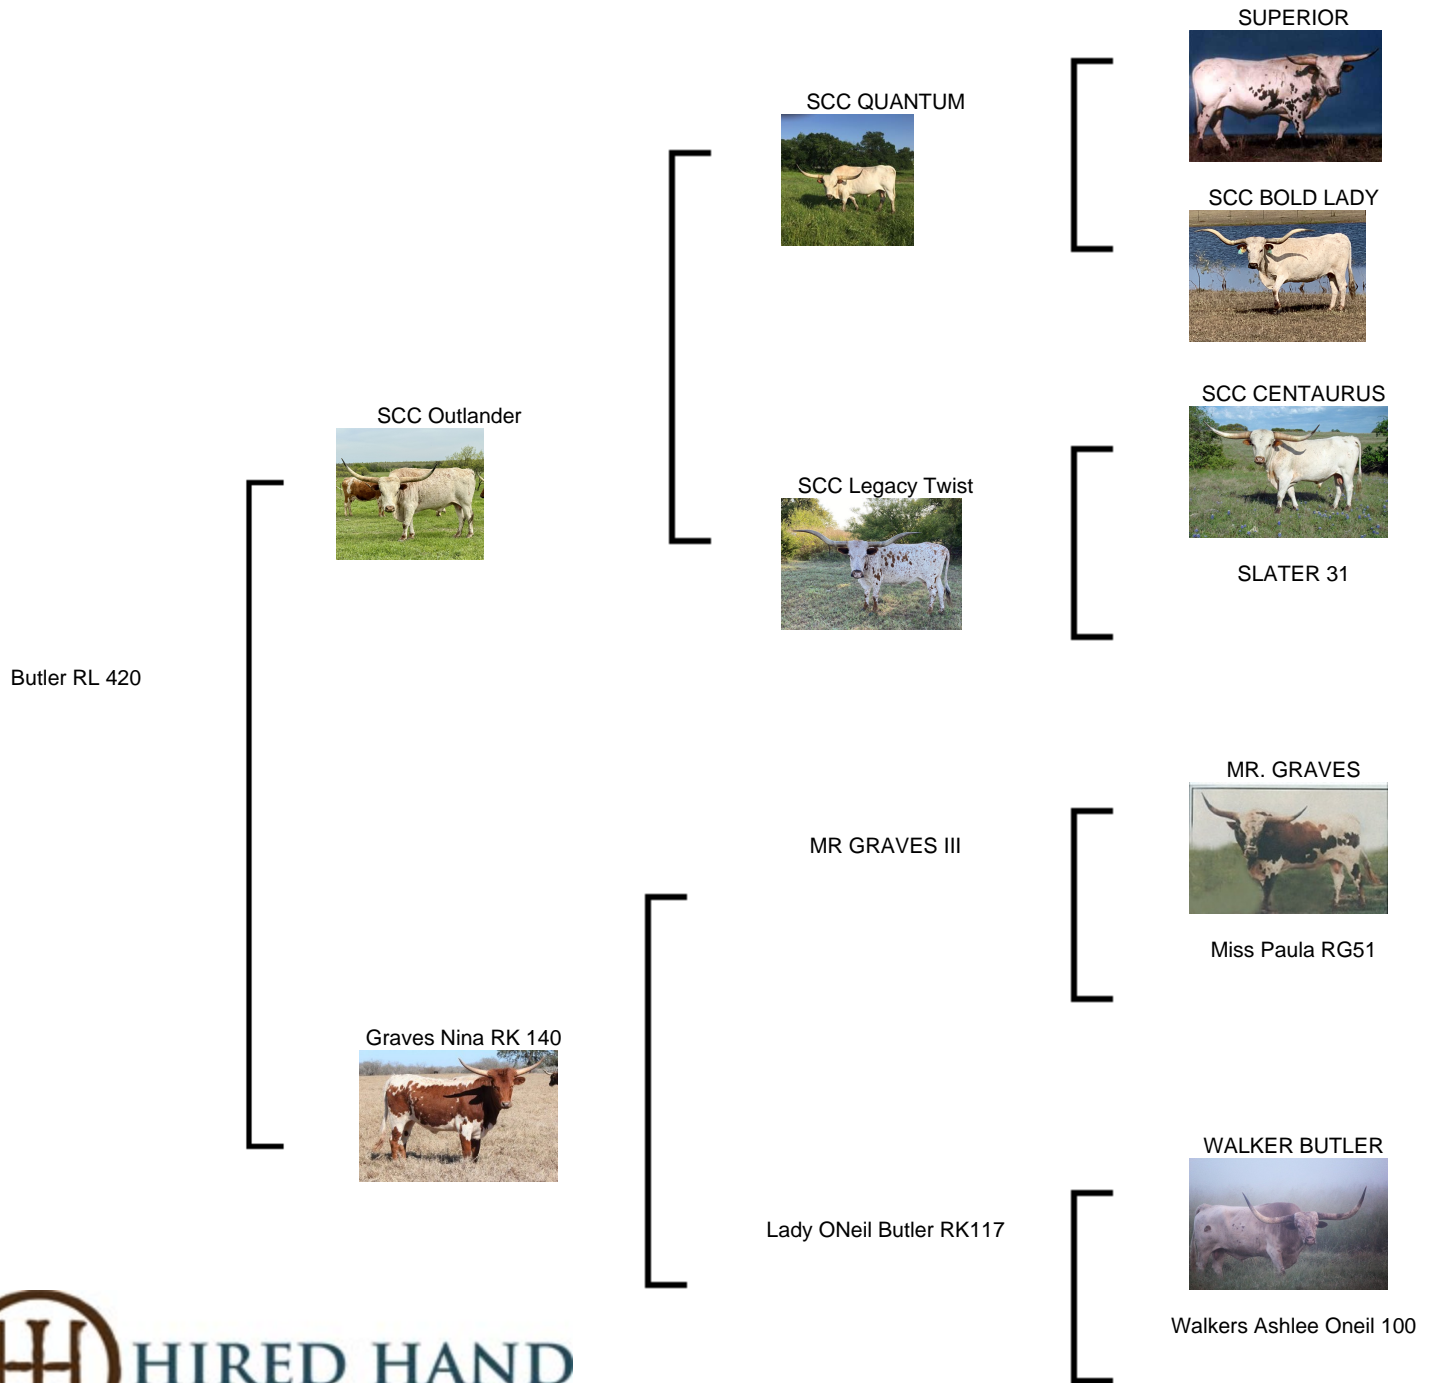 SUPERIOR
SCC QUANTUM
SCC BOLD LADY
SCC CENTAURUS
SCC Outlander
SCC Legacy Twist
SLATER 31
Butler RL 420
MR. GRAVES
MR GRAVES III
Miss Paula RG51
Graves Nina RK 140
WALKER BUTLER
Lady ONeil Butler RK117
Walkers Ashlee Oneil 100
HIRED HAND